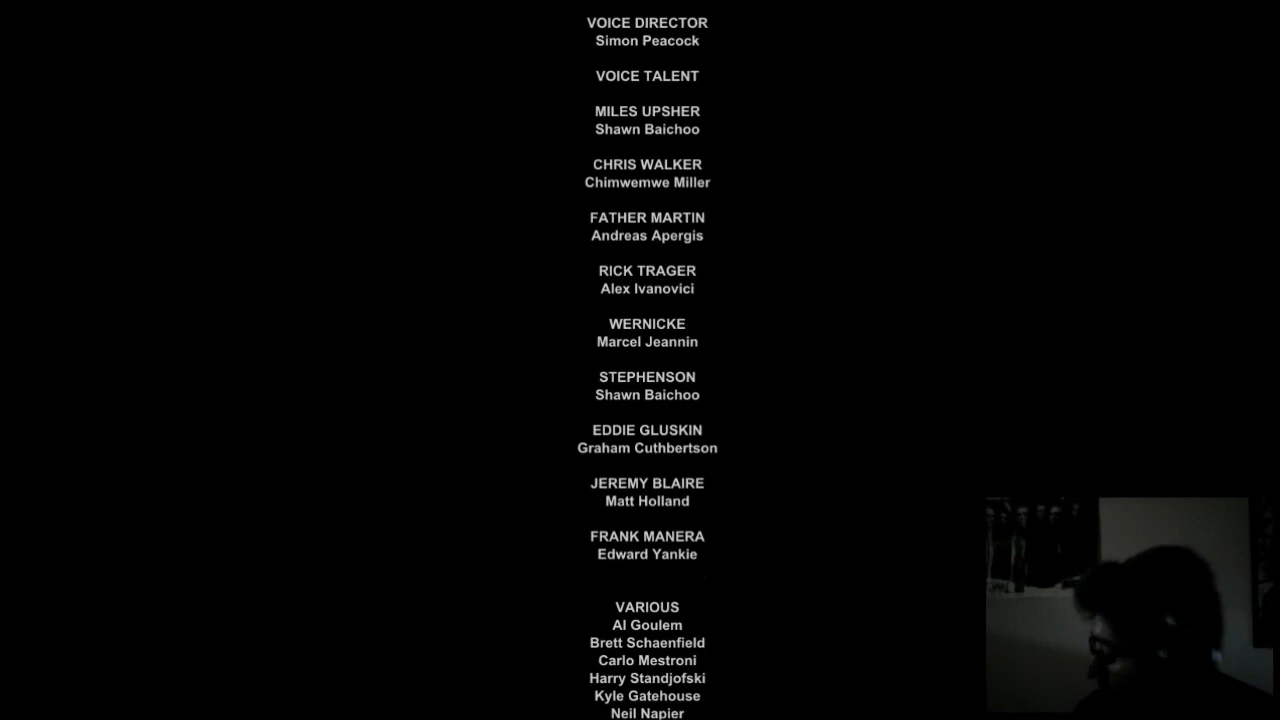 VOICE DIRECTOR
Simon Peacock
VOICE TALENT
MILES UPSHER
Shawn Baichoo
CHRIS WALKER
Chimwemwe Miller
FATHER MARTIN
Andreas Apergis
RICK TRAGER
Alex Ivanovici
WERNICKE
Marcel Jeannin
STEPHENSON
Shawn Baichoo
EDDIE GLUSKIN
Graham Cuthbertson
JEREMY BLAIRE
Matt Holland
FRANK MANERA
Edward Yankie
VARIOUS
Al Goulem
Brett Schaenfield
Carlo Mestroni
Harry Standjofski
Kyle Gatehouse
Neil Napier